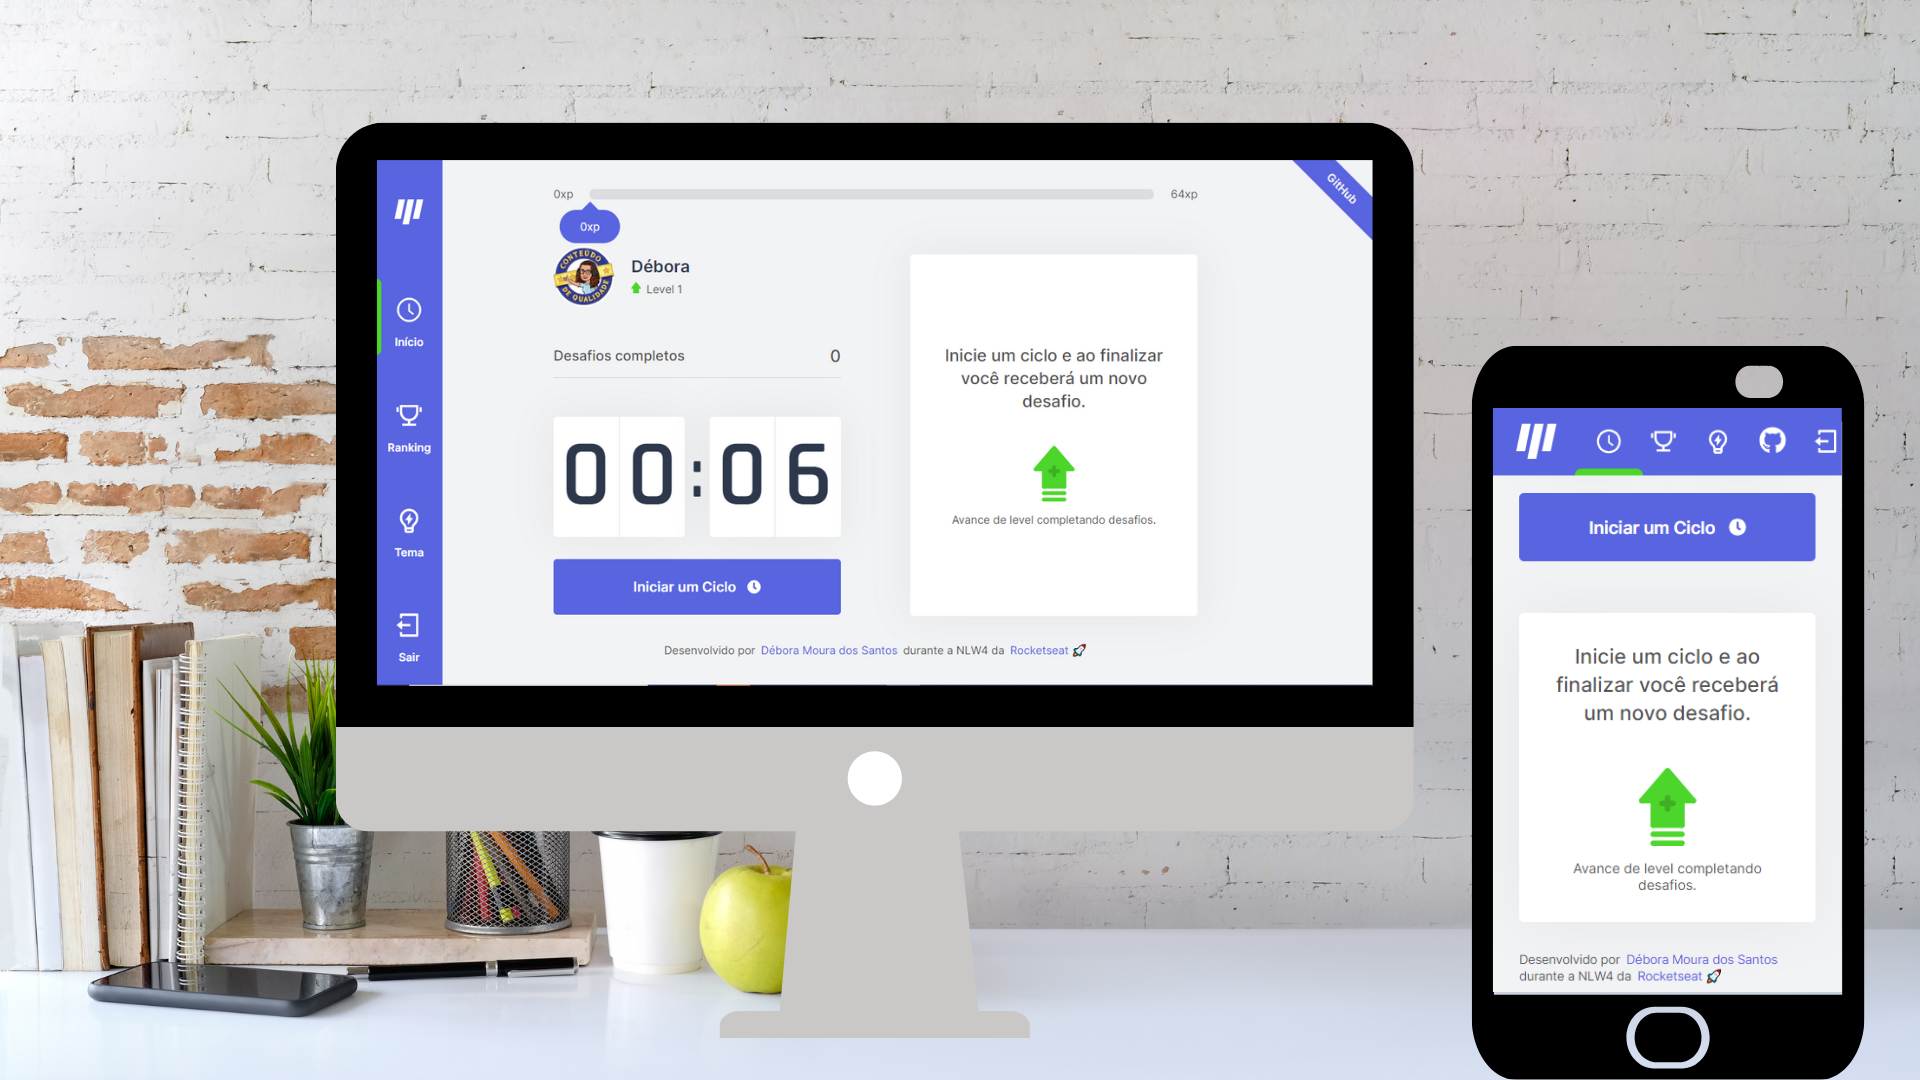 0xp
64xp
GitHub
0xp
CONTEÚDO
DE QUALIDADE
Débora
Level 1
Início
Ranking
Tema
Sair
Desafios completos
0
00:06
Iniciar um Ciclo
Inicie um ciclo e ao finalizar
você receberá um novo
desafio.
Avance de level completando desafios.
Desenvolvido por Débora Moura dos Santos durante a NLW4 da Rocketseat 🚀
Iniciar um Ciclo
Inicie um ciclo e ao
finalizar você receberá
um novo desafio.
Avance de level completando
desafios.
Desenvolvido por Débora Moura dos Santos
durante a NLW4 da Rocketseat 🚀